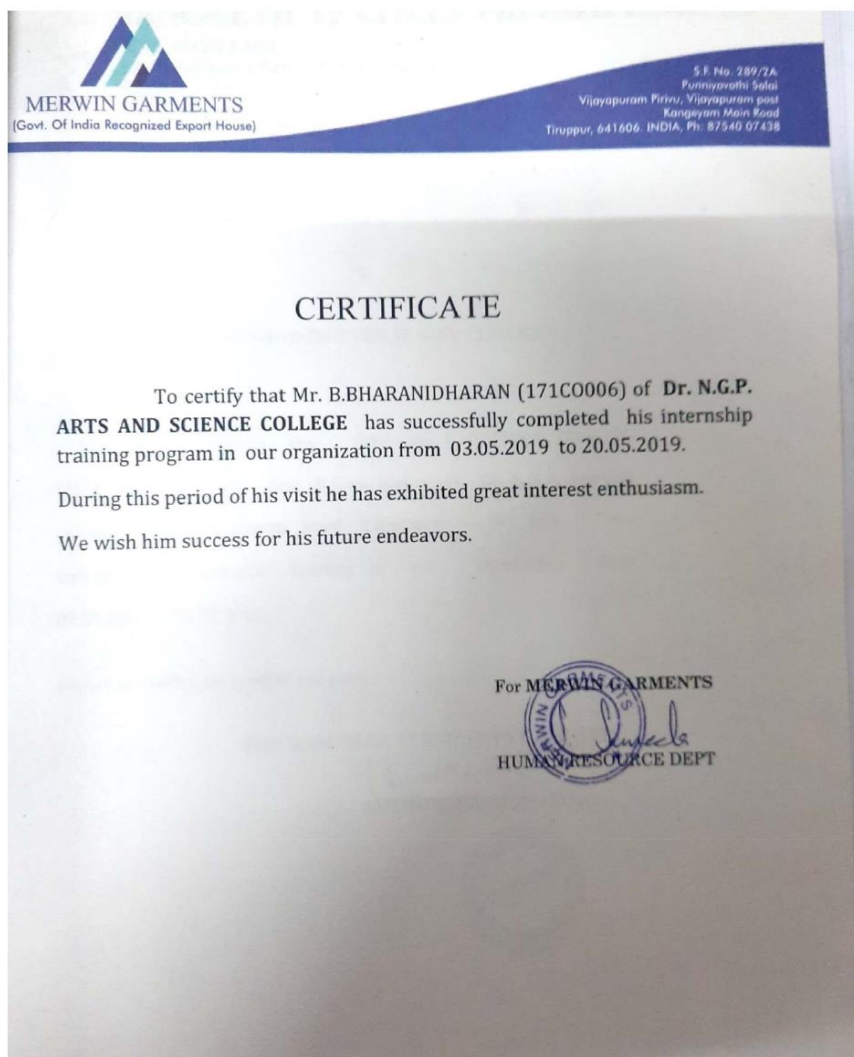 MERWIN GARMENTS
(Govt. Of India Recognized Export House)
S.F. No. 289/2A
Punniyavathi Salai
Vijayapuram Pirivu, Vijayapuram post
Kangeyam Main Road
Tiruppur, 641606. INDIA, Ph: 87540 07438
CERTIFICATE
To certify that Mr. B.BHARANIDHARAN (171CO006) of Dr. N.G.P.
ARTS AND SCIENCE COLLEGE has successfully completed his internship
training program in our organization from 03.05.2019 to 20.05.2019.
During this period of his visit he has exhibited great interest enthusiasm.
We wish him success for his future endeavors.
For MERWIN GARMENTS
MERWIN GARMENTS
HUMAN RESOURCE DEPT